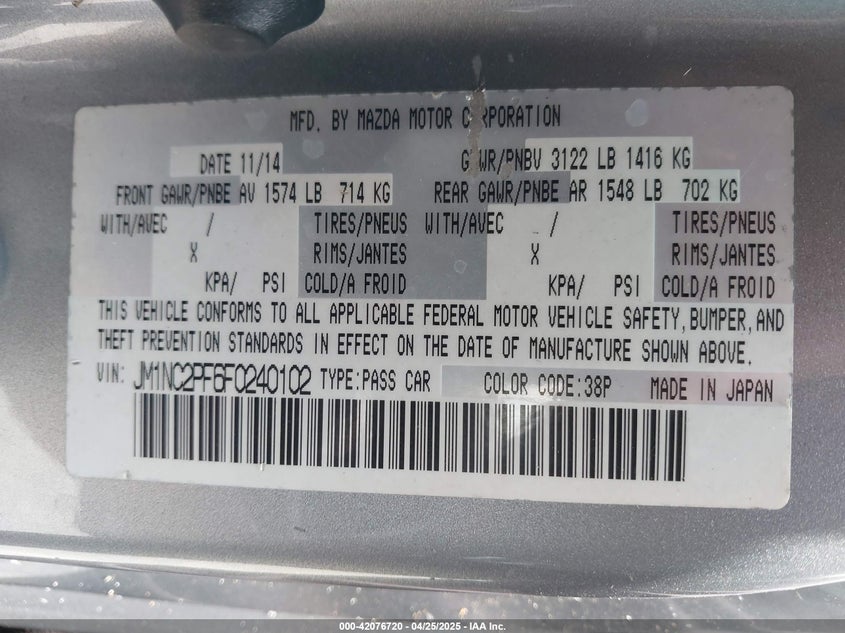 MFD. BY MAZDA MOTOR C RPORATION
DATE 11/14 G WR/PNBV 3122 LB 1416 KG
FRONT GAWR/PNBE AV 1574 LB 714 KG REAR GAWR/PNBE AR 1548 LB 702 KG
WITH/AVEC / TIRES/PNEUS WITH/AVEC / TIRES/PNEUS
X RIMS/JANTES X RIMS/JANTES
KPA/ PSI COLD/A FROID KPA/ PSI COLD/A FROID
THIS VEHICLE CONFORMS TO ALL APPLICABLE FEDERAL MOTOR VEHICLE SAFETY, BUMPER, AND
THEFT PREVENTION STANDARDS IN EFFECT ON THE DATE OF MANUFACTURE SHOWN ABOVE.
VIN: JM1NC2PF6F0240102 TYPE:PASS CAR COLOR CODE:38P MADE IN JAPAN
000-42076720 - 04/25/2025 - IAA Inc.